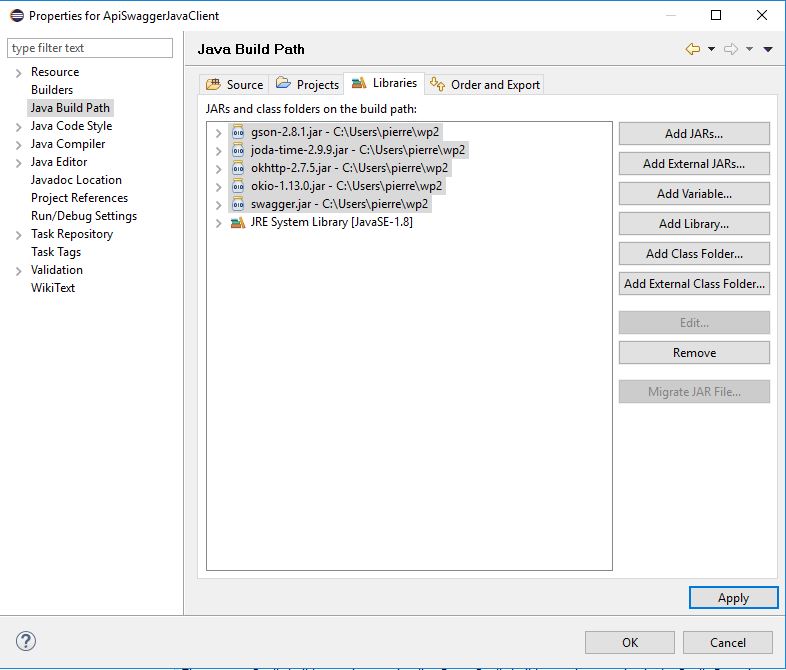 Properties for ApiSwaggerJavaClient
type filter text
Resource
Builders
Java Build Path
Java Code Style
Java Compiler
Java Editor
Javadoc Location
Project References
Run/Debug Settings
Task Repository
Task Tags
Validation
WikiText
Java Build Path
Source
Projects
Libraries
Order and Export
JARs and class folders on the build path:
gson-2.8.1.jar - C:\Users\pierre\wp2
joda-time-2.9.9.jar - C:\Users\pierre\wp2
okhttp-2.7.5.jar - C:\Users\pierre\wp2
okio-1.13.0.jar - C:\Users\pierre\wp2
swagger.jar - C:\Users\pierre\wp2
JRE System Library [JavaSE-1.8]
Add JARs...
Add External JARs...
Add Variable...
Add Library...
Add Class Folder...
Add External Class Folder...
Edit...
Remove
Migrate JAR File...
Apply
?
OK
Cancel